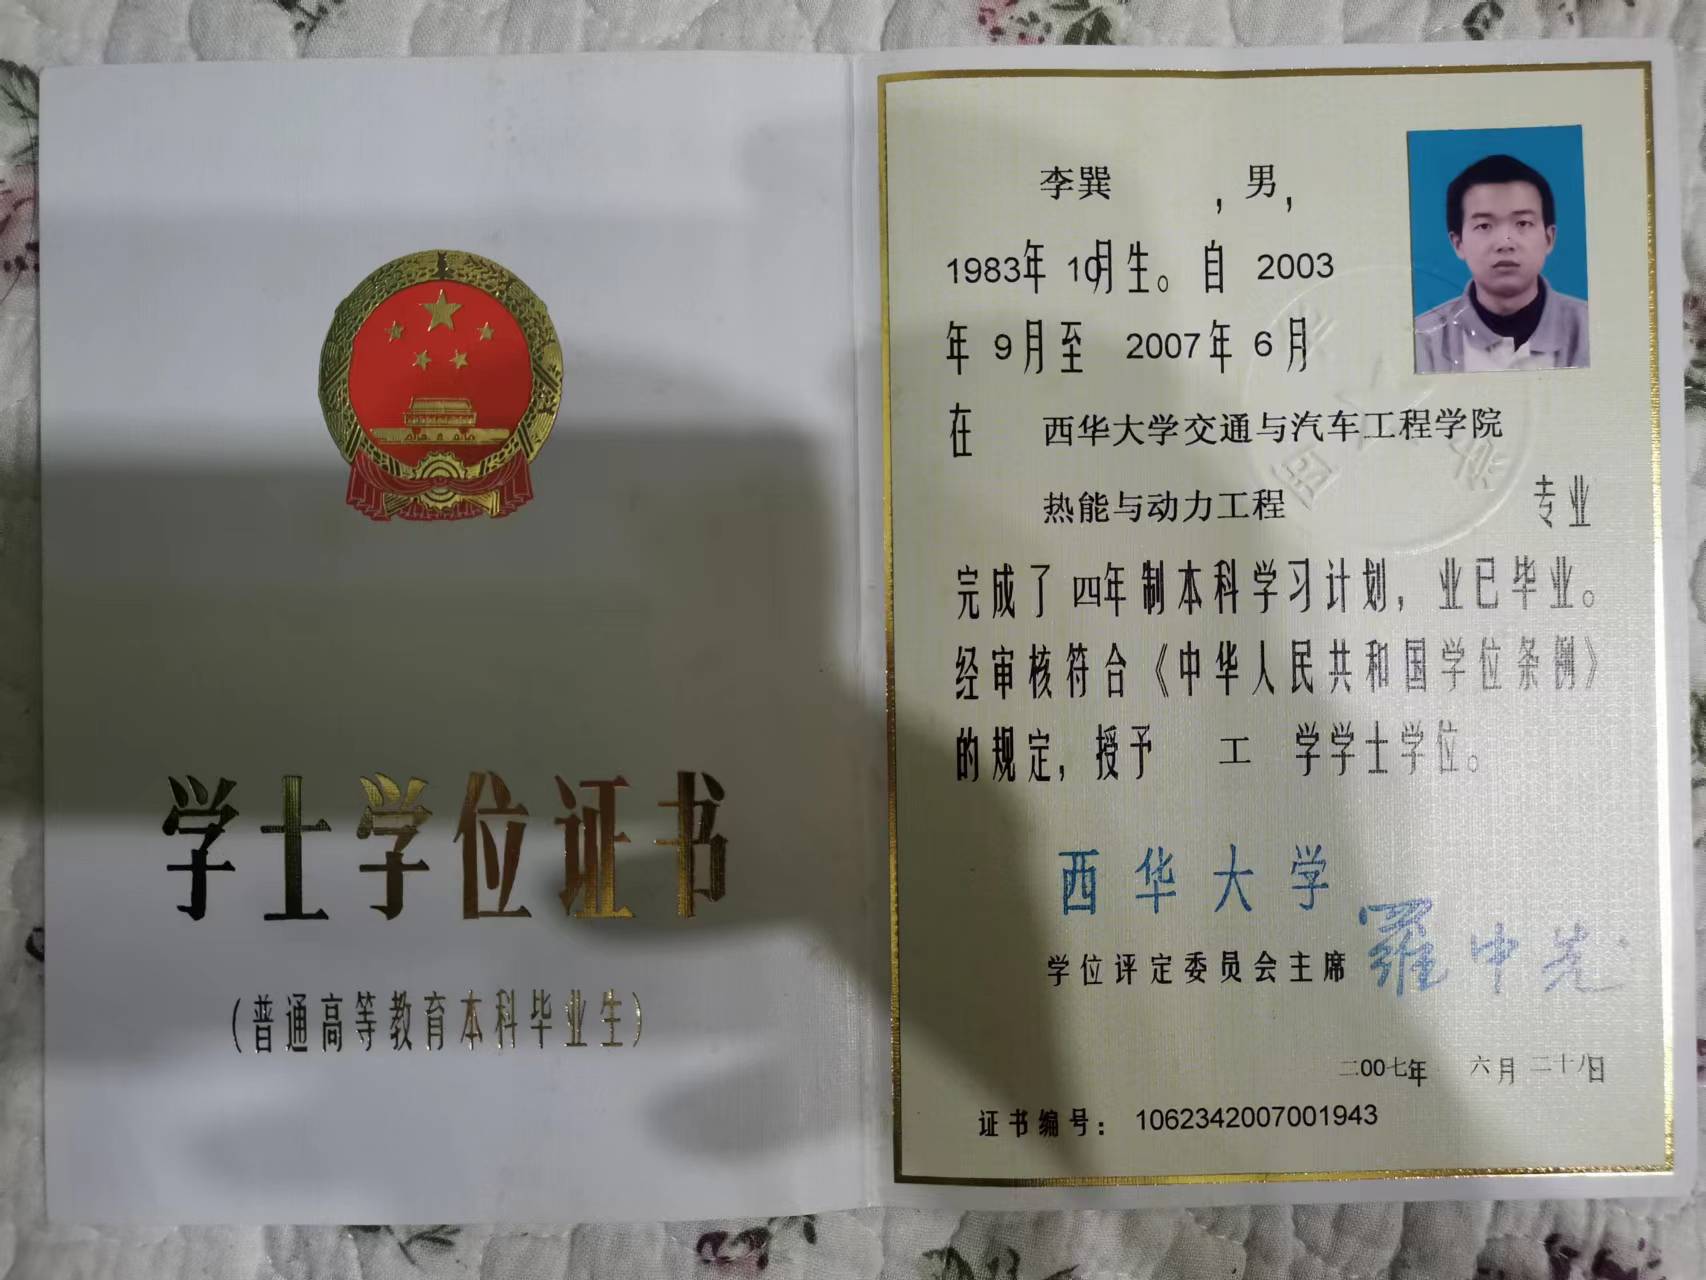 学士学位证书
(普通高等教育本科毕业生)
李巽 , 男,
1983年 10月生。自 2003
年 9月至 2007年 6月
在 西华大学交通与汽车工程学院
热能与动力工程 专业
完成了 四年制本科学习计划, 业已毕业。
经审核符合《中华人民共和国学位条例》
的规定, 授予 工 学学士学位。
西华大学
学位评定委员会主席 羅中先
二00七年 六月 二十八日
证书编号: 1062342007001943